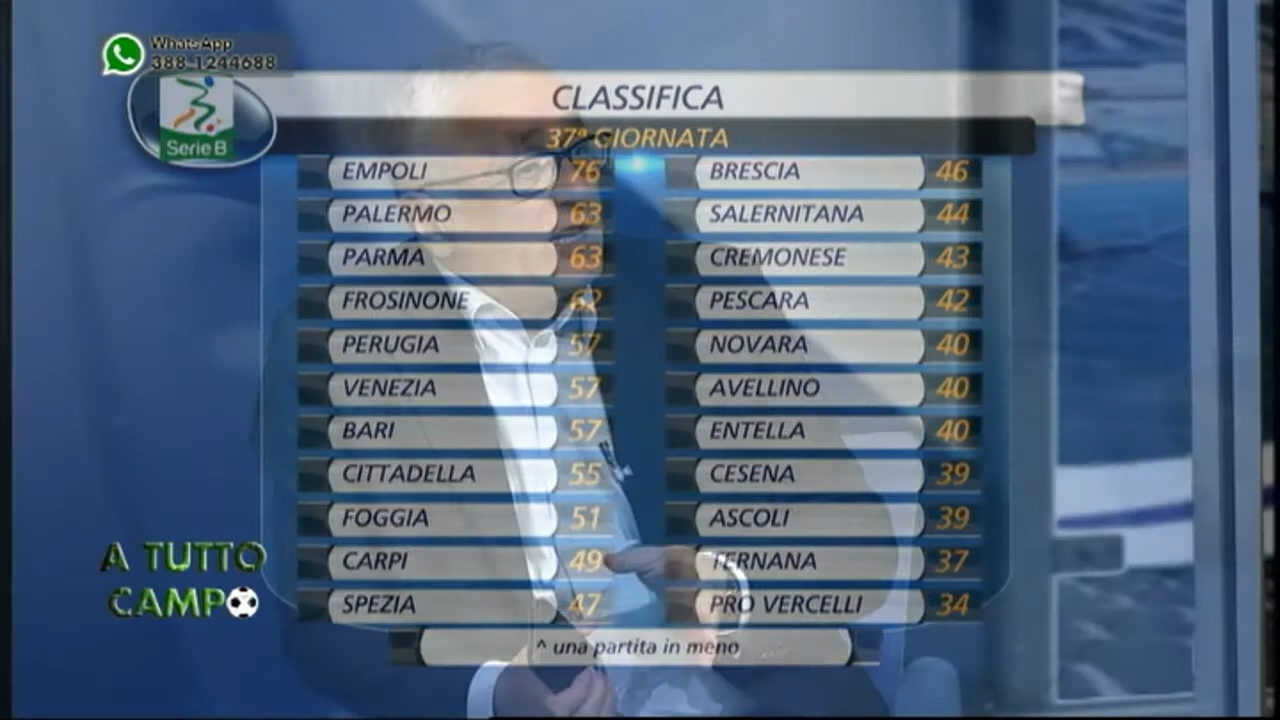 WhatsApp
388-1244688
Serie B
CLASSIFICA
37ª GIORNATA
EMPOLI 76
PALERMO 63
PARMA 63
FROSINONE 62
PERUGIA 57
VENEZIA 57
BARI 57
CITTADELLA 55
FOGGIA 51
CARPI 49
SPEZIA 47
BRESCIA 46
SALERNITANA 44
CREMONESE 43
PESCARA 42
NOVARA 40
AVELLINO 40
ENTELLA 40
CESENA 39
ASCOLI 39
TERNANA 37
PRO VERCELLI 34
^ una partita in meno
A TUTTO
CAMPO